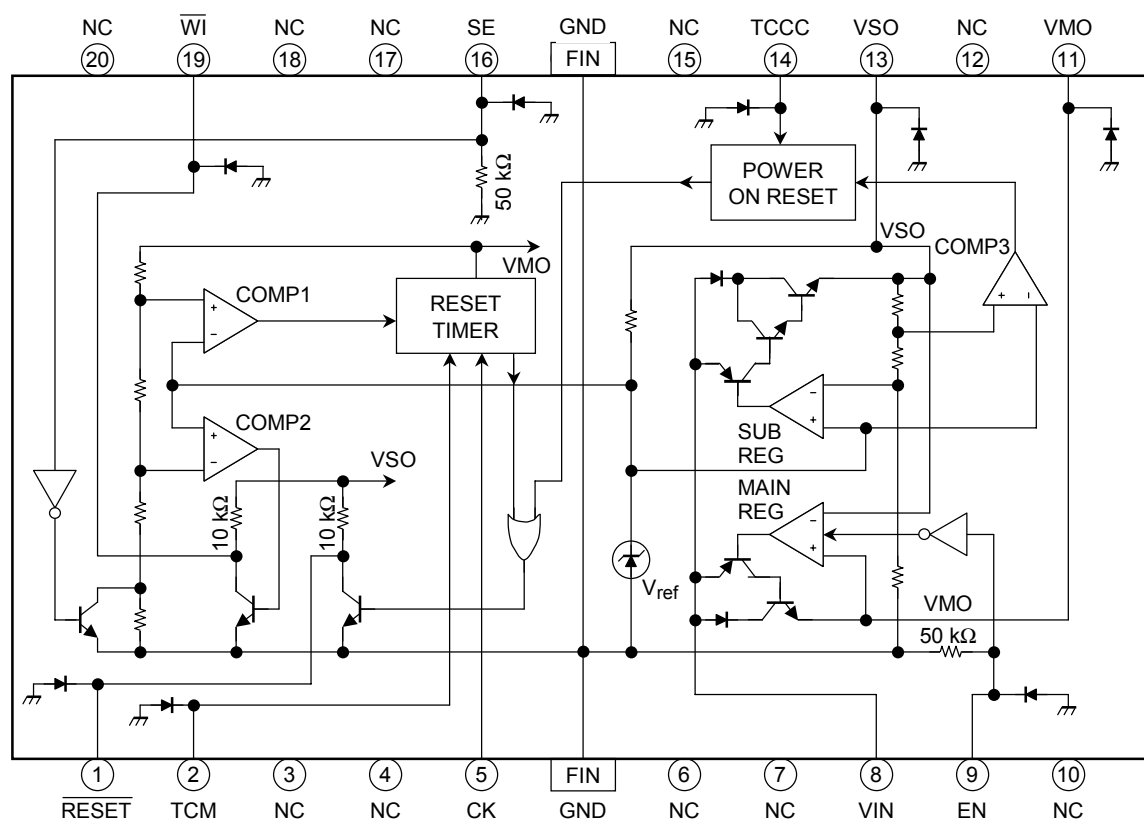 NC WI NC NC SE GND NC TCCC VSO NC VMO
20 19 18 17 16 FIN 15 14 13 12 11
50 kΩ
POWER
ON RESET
VSO
COMP3
VMO
COMP1
+
−
RESET
TIMER
+ −
COMP2
+
−
−
+
SUB
REG
VSO
MAIN
REG
10 kΩ
10 kΩ
−
+
Vref
VMO
50 kΩ
1 2 3 4 5 FIN 6 7 8 9 10
RESET TCM NC NC CK GND NC NC VIN EN NC